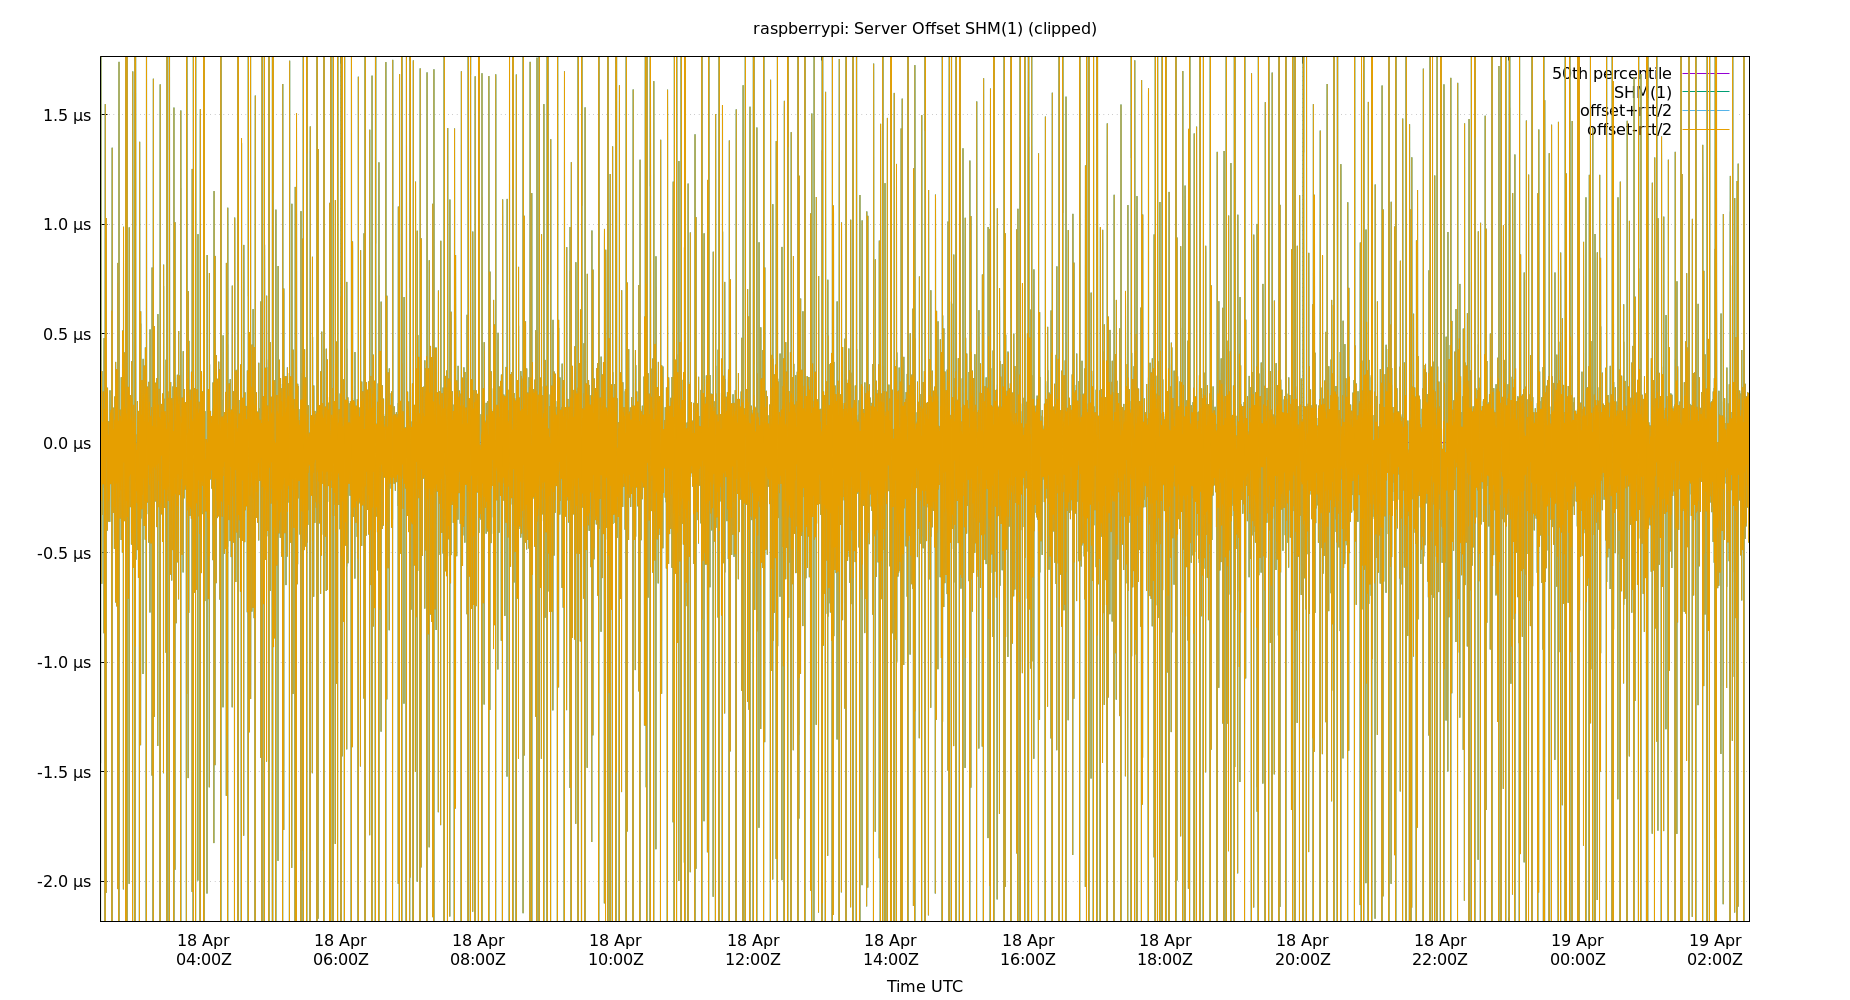 raspberrypi: Server Offset SHM(1) (clipped)
50th percentile
SHM(1)
offset+rtt/2
offset-rtt/2
1.5 µs
1.0 µs
0.5 µs
0.0 µs
-0.5 µs
-1.0 µs
-1.5 µs
-2.0 µs
18 Apr 18 Apr 18 Apr 18 Apr 18 Apr 18 Apr 18 Apr 18 Apr 18 Apr 18 Apr 19 Apr 19 Apr
04:00Z 06:00Z 08:00Z 10:00Z 12:00Z 14:00Z 16:00Z 18:00Z 20:00Z 22:00Z 00:00Z 02:00Z
Time UTC